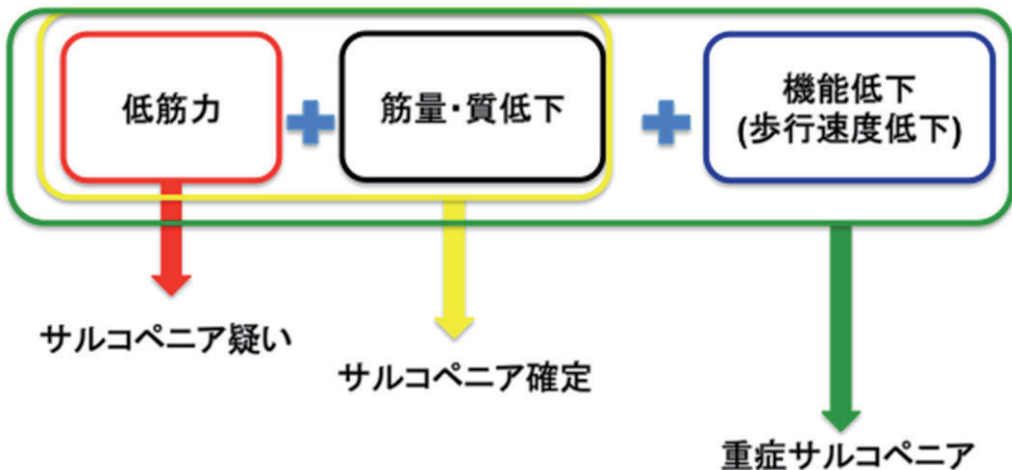 低筋力
筋量・質低下
機能低下
(歩行速度低下)
サルコペニア疑い
サルコペニア確定
重症サルコペニア